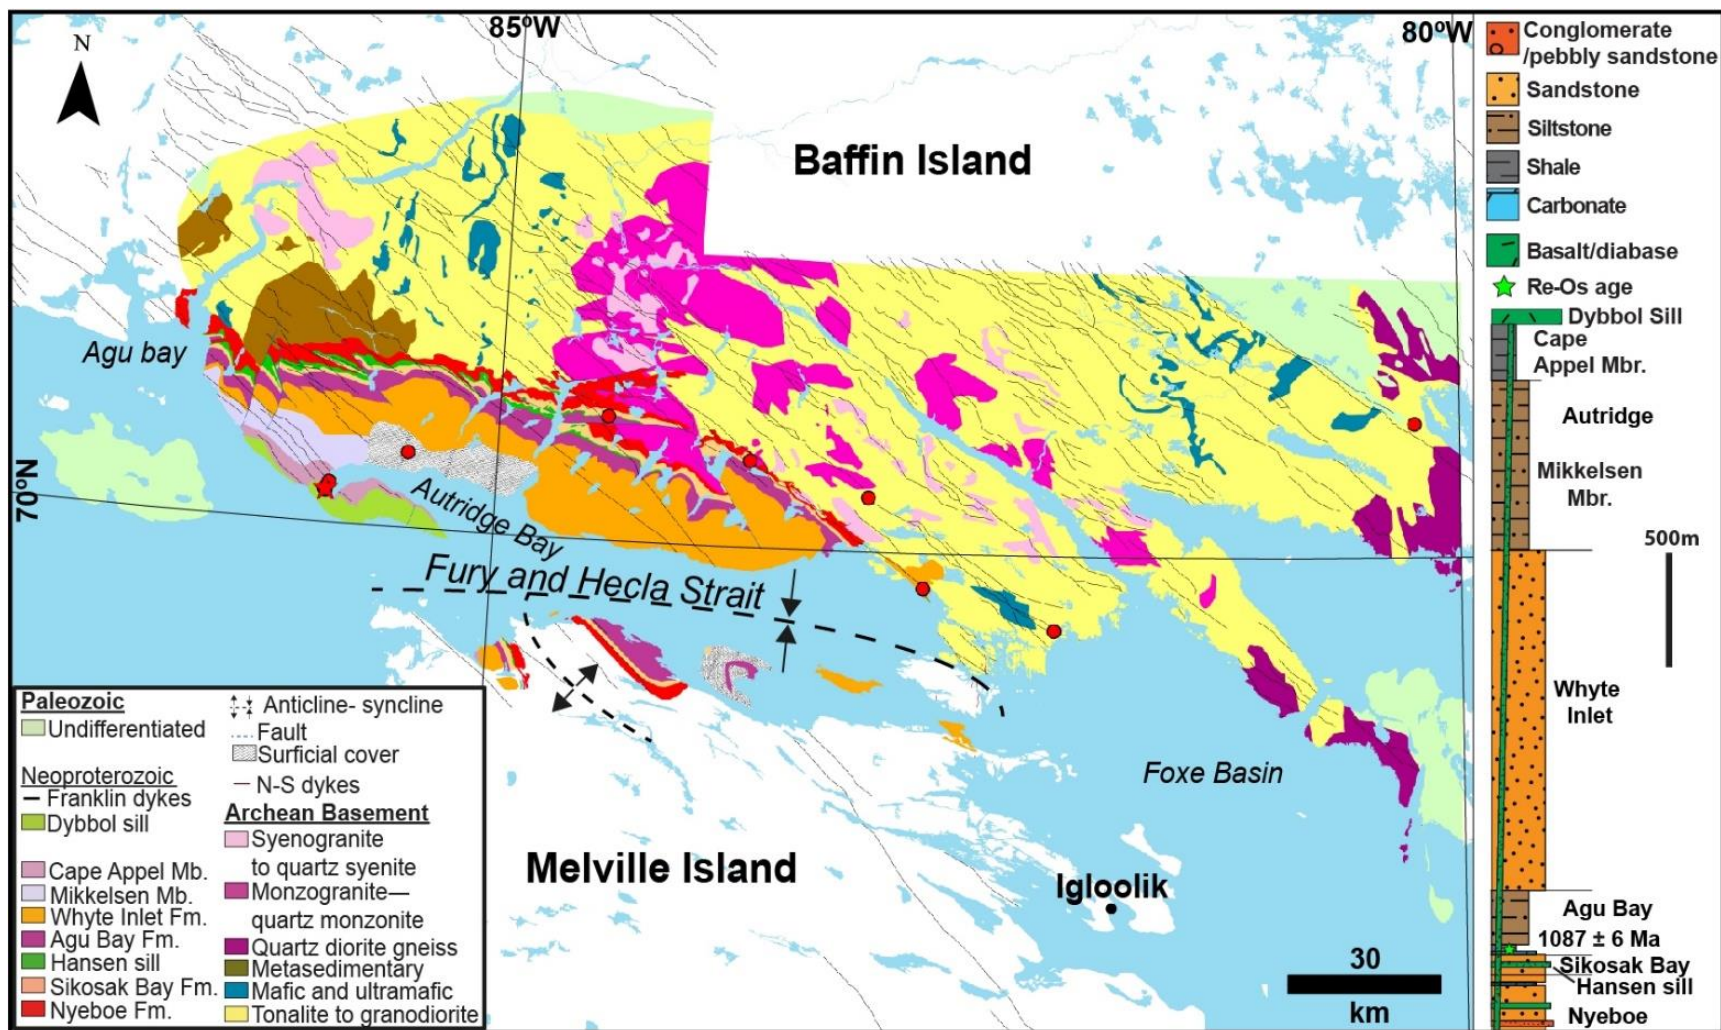 85ºW
80ºW
N
Baffin Island
Agu bay
70ºN
Autridge Bay
Fury and Hecla Strait
Foxe Basin
Melville Island
Igloolik
30
km
Paleozoic
Undifferentiated
Neoproterozoic
Franklin dykes
Dybbol sill
Cape Appel Mb.
Mikkelsen Mb.
Whyte Inlet Fm.
Agu Bay Fm.
Hansen sill
Sikosak Bay Fm.
Nyeboe Fm.
Anticline- syncline
Fault
Surficial cover
N-S dykes
Archean Basement
Syenogranite
to quartz syenite
Monzogranite—
quartz monzonite
Quartz diorite gneiss
Metasedimentary
Mafic and ultramafic
Tonalite to granodiorite
Conglomerate
/pebbly sandstone
Sandstone
Siltstone
Shale
Carbonate
Basalt/diabase
Re-Os age
Dybbol Sill
Cape
Appel Mbr.
Autridge
Mikkelsen
Mbr.
500m
Whyte
Inlet
Agu Bay
1087 ± 6 Ma
Sikosak Bay
Hansen sill
Nyeboe